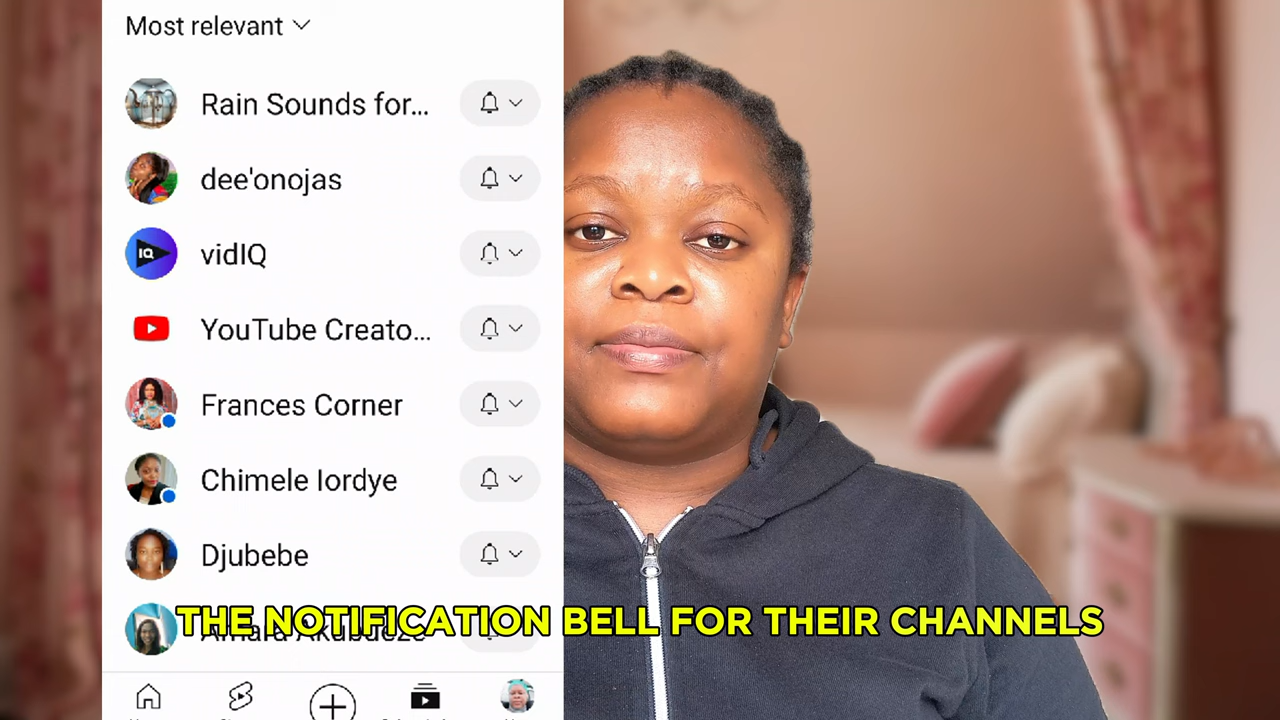 Most relevant
Rain Sounds for...
dee'onojas
vidIQ
IQ
YouTube Creato...
Frances Corner
Chimele Iordye
Djubebe
THE NOTIFICATION BELL FOR THEIR CHANNELS